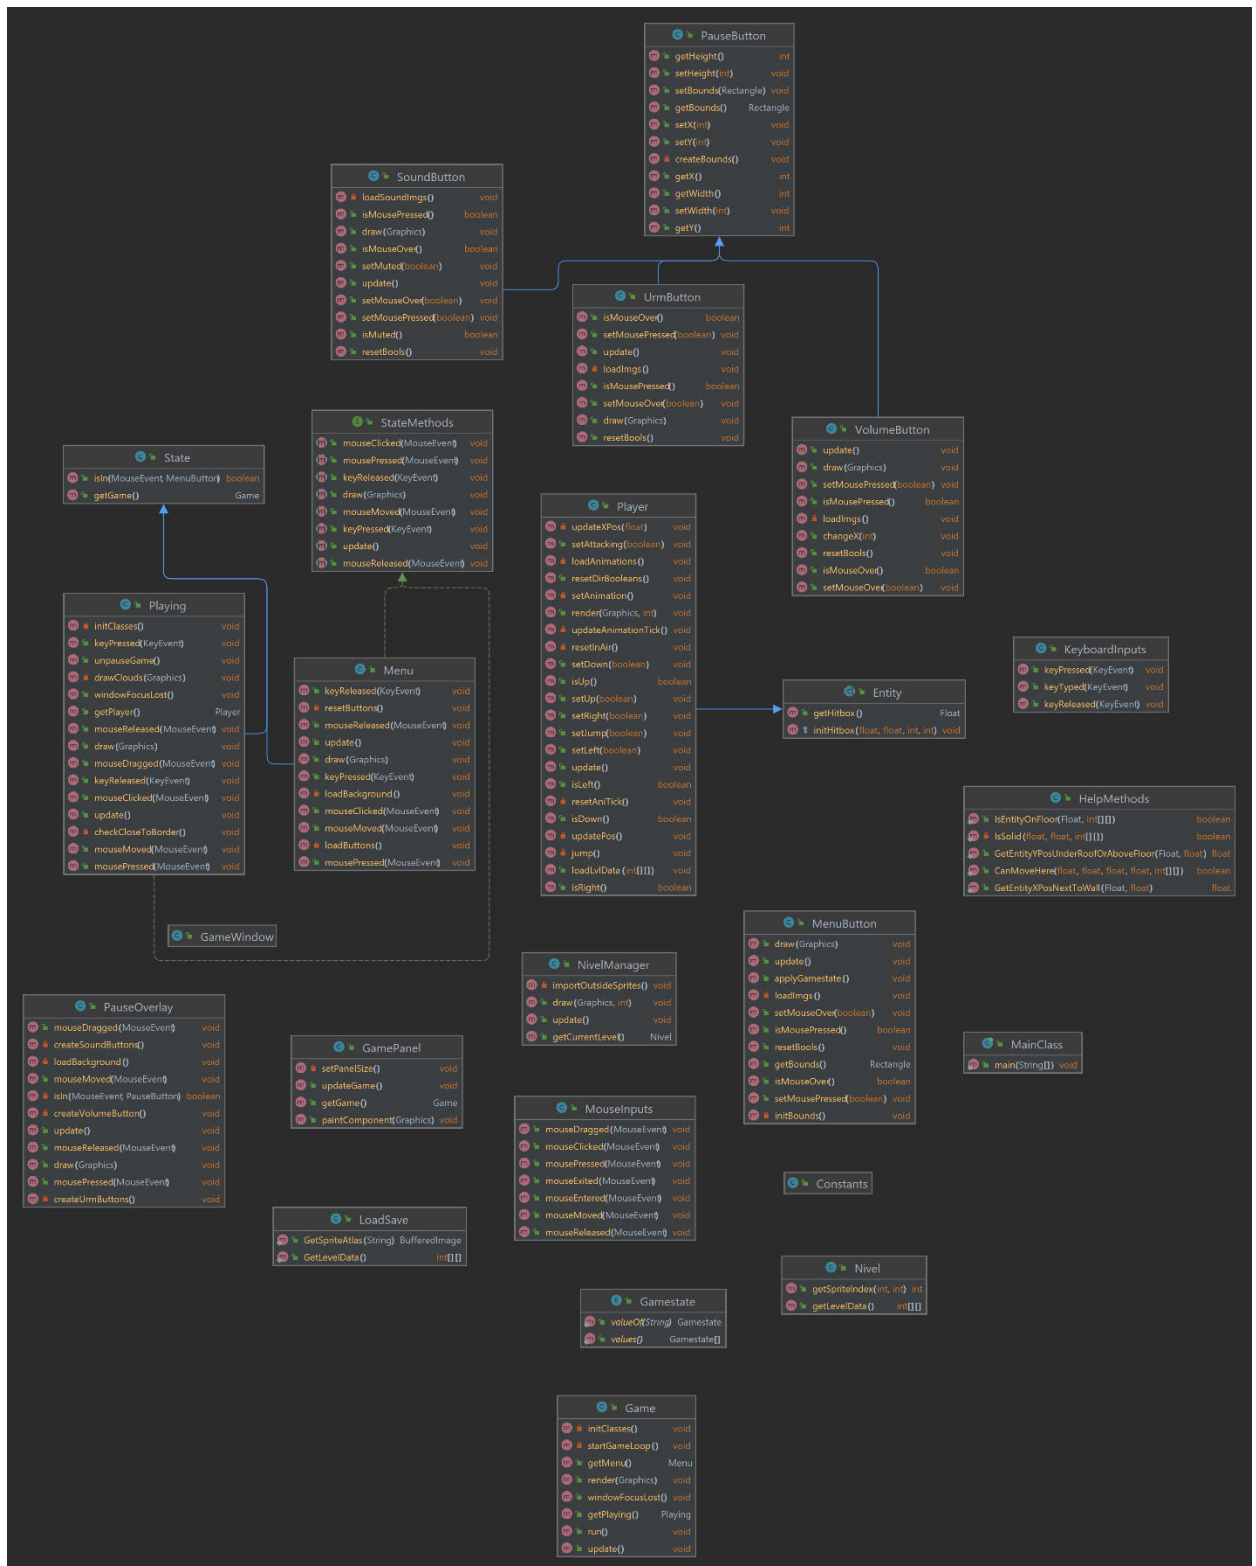 PauseButton
getHeight() int
setHeight(int) void
setBounds(Rectangle) void
getBounds() Rectangle
setX(int) void
setY(int) void
createBounds() void
getX() int
getWidth() int
setWidth(int) void
getY() int
SoundButton
loadSoundImgs() void
isMousePressed() boolean
draw(Graphics) void
isMouseOver() boolean
setMuted(boolean) void
update() void
setMouseOver(boolean) void
setMousePressed(boolean) void
isMuted() boolean
resetBools() void
UrmButton
isMouseOver() boolean
setMousePressed(boolean) void
update() void
loadImgs() void
isMousePressed() boolean
setMouseOver(boolean) void
draw(Graphics) void
resetBools() void
VolumeButton
update() void
draw(Graphics) void
setMousePressed(boolean) void
isMousePressed() boolean
loadImgs() void
changeX(int) void
resetBools() void
isMouseOver() boolean
setMouseOver(boolean) void
StateMethods
mouseClicked(MouseEvent) void
mousePressed(MouseEvent) void
keyReleased(KeyEvent) void
draw(Graphics) void
mouseMoved(MouseEvent) void
keyPressed(KeyEvent) void
update() void
mouseReleased(MouseEvent) void
State
isIn(MouseEvent, MenuButton) boolean
getGame() Game
Playing
initClasses() void
keyPressed(KeyEvent) void
unpauseGame() void
drawClouds(Graphics) void
windowFocusLost() void
getPlayer() Player
mouseReleased(MouseEvent) void
draw(Graphics) void
mouseDragged(MouseEvent) void
keyReleased(KeyEvent) void
mouseClicked(MouseEvent) void
update() void
checkCloseToBorder() void
mouseMoved(MouseEvent) void
mousePressed(MouseEvent) void
Menu
keyReleased(KeyEvent) void
resetButtons() void
mouseReleased(MouseEvent) void
update() void
draw(Graphics) void
keyPressed(KeyEvent) void
loadBackground() void
mouseClicked(MouseEvent) void
mouseMoved(MouseEvent) void
loadButtons() void
mousePressed(MouseEvent) void
Player
updateXPos(float) void
setAttacking(boolean) void
loadAnimations() void
resetDirBooleans() void
setAnimation() void
render(Graphics, int) void
updateAnimationTick() void
resetInAir() void
setDown(boolean) void
isUp() boolean
setUp(boolean) void
setRight(boolean) void
setJump(boolean) void
setLeft(boolean) void
update() void
isLeft() boolean
resetAniTick() void
isDown() boolean
updatePos() void
jump() void
loadLvlData(int[][]) void
isRight() boolean
Entity
getHitbox() Float
initHitbox(float, float, int, int) void
KeyboardInputs
keyPressed(KeyEvent) void
keyTyped(KeyEvent) void
keyReleased(KeyEvent) void
HelpMethods
IsEntityOnFloor(Float, int[][]) boolean
IsSolid(float, float, int[][]) boolean
GetEntityYPosUnderRoofOrAboveFloor(Float, float) float
CanMoveHere(float, float, float, float, int[][]) boolean
GetEntityXPosNextToWall(Float, float) float
GameWindow
NivelManager
importOutsideSprites() void
draw(Graphics, int) void
update() void
getCurrentLevel() Nivel
MenuButton
draw(Graphics) void
update() void
applyGamestate() void
loadImgs() void
setMouseOver(boolean) void
isMousePressed() boolean
resetBools() void
getBounds() Rectangle
isMouseOver() boolean
setMousePressed(boolean) void
initBounds() void
PauseOverlay
mouseDragged(MouseEvent) void
createSoundButtons() void
loadBackground() void
mouseMoved(MouseEvent) void
isIn(MouseEvent, PauseButton) boolean
createVolumeButton() void
update() void
mouseReleased(MouseEvent) void
draw(Graphics) void
mousePressed(MouseEvent) void
createUrmButtons() void
GamePanel
setPanelSize() void
updateGame() void
getGame() Game
paintComponent(Graphics) void
MainClass
main(String[]) void
MouseInputs
mouseDragged(MouseEvent) void
mouseClicked(MouseEvent) void
mousePressed(MouseEvent) void
mouseExited(MouseEvent) void
mouseEntered(MouseEvent) void
mouseMoved(MouseEvent) void
mouseReleased(MouseEvent) void
Constants
LoadSave
GetSpriteAtlas(String) BufferedImage
GetLevelData() int[][]
Nivel
getSpriteIndex(int, int) int
getLevelData() int[][]
Gamestate
valueOf(String) Gamestate
values() Gamestate[]
Game
initClasses() void
startGameLoop() void
getMenu() Menu
render(Graphics) void
windowFocusLost() void
getPlaying() Playing
run() void
update() void